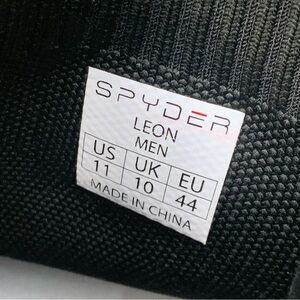 SPYDER
LEON
MEN
US UK EU
11 10 44
MADE IN CHINA